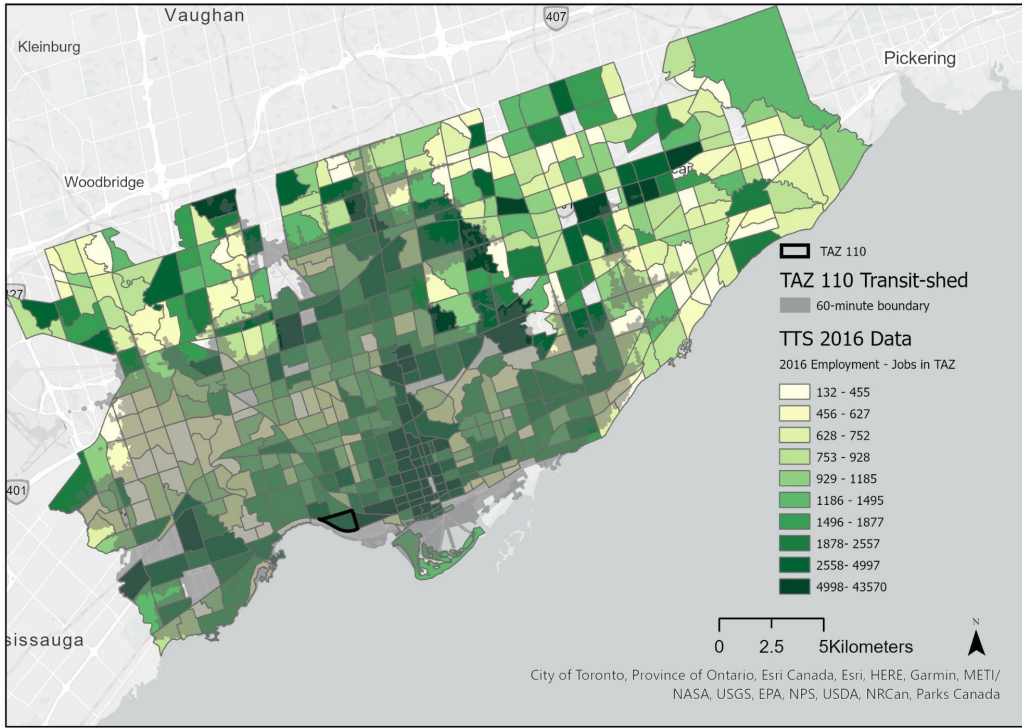 Vaughan
407
Kleinburg
Pickering
Woodbridge
401
TAZ 110
TAZ 110 Transit-shed
60-minute boundary
TTS 2016 Data
2016 Employment - Jobs in TAZ
132 - 455
456 - 627
628 - 752
753 - 928
929 - 1185
1186 - 1495
1496 - 1877
1878- 2557
2558- 4997
4998- 43570
ssissauga
0 2.5 5Kilometers
N
City of Toronto, Province of Ontario, Esri Canada, Esri, HERE, Garmin, METI/
NASA, USGS, EPA, NPS, USDA, NRCan, Parks Canada